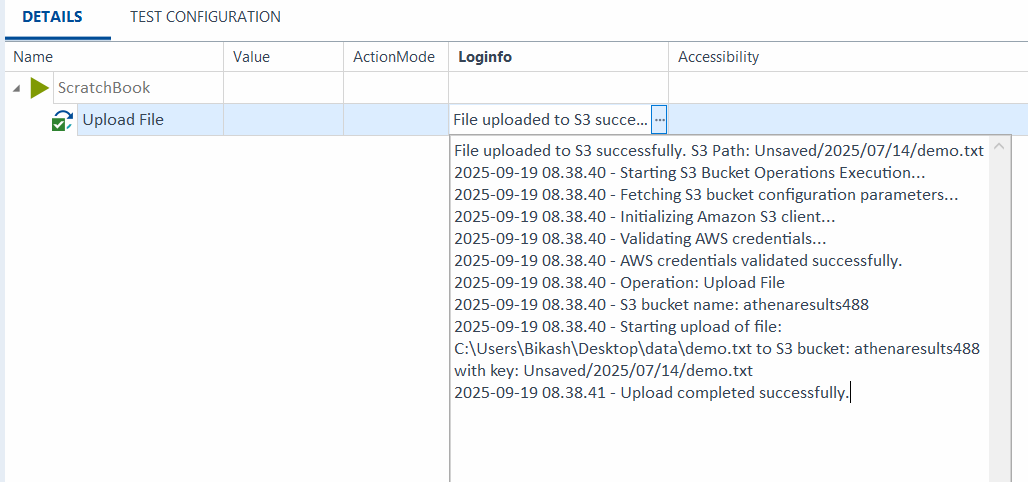 DETAILS TEST CONFIGURATION
Name Value ActionMode Loginfo Accessibility
ScratchBook
Upload File File uploaded to S3 succe... ...
File uploaded to S3 successfully. S3 Path: Unsaved/2025/07/14/demo.txt
2025-09-19 08.38.40 - Starting S3 Bucket Operations Execution...
2025-09-19 08.38.40 - Fetching S3 bucket configuration parameters...
2025-09-19 08.38.40 - Initializing Amazon S3 client...
2025-09-19 08.38.40 - Validating AWS credentials...
2025-09-19 08.38.40 - AWS credentials validated successfully.
2025-09-19 08.38.40 - Operation: Upload File
2025-09-19 08.38.40 - S3 bucket name: athenaresults488
2025-09-19 08.38.40 - Starting upload of file:
C:\Users\Bikash\Desktop\data\demo.txt to S3 bucket: athenaresults488
with key: Unsaved/2025/07/14/demo.txt
2025-09-19 08.38.41 - Upload completed successfully.